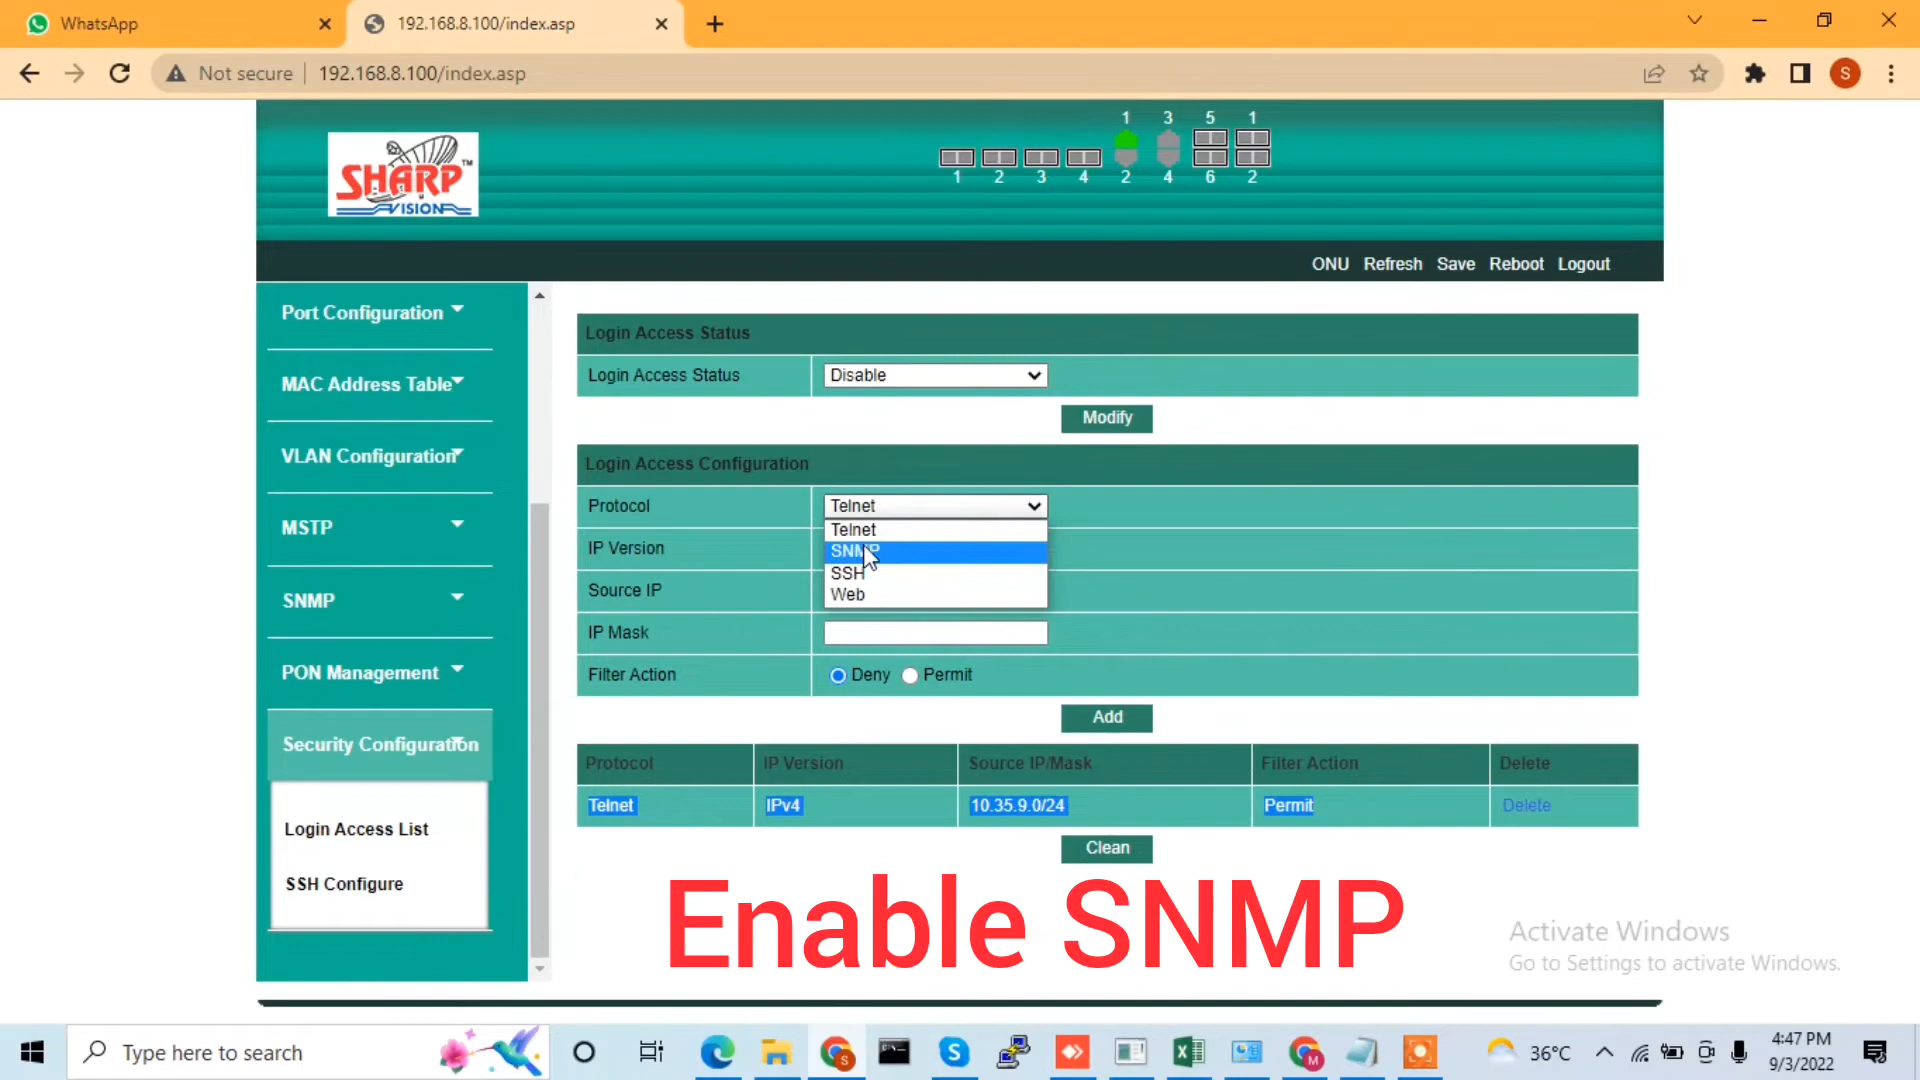 WhatsApp
192.168.8.100/index.asp
Not secure
192.168.8.100/index.asp
S
SHARP TM
VISION
1 3 5 1
1 2 3 4 2 4 6 2
ONU Refresh Save Reboot Logout
Port Configuration
MAC Address Table
VLAN Configuration
MSTP
SNMP
PON Management
Security Configuration
Login Access List
SSH Configure
Login Access Status
Login Access Status Disable
Modify
Login Access Configuration
Protocol Telnet
Telnet
SNMP
SSH
Web
IP Version
Source IP
IP Mask
Filter Action Deny Permit
Add
Protocol IP Version Source IP/Mask Filter Action Delete
Telnet IPv4 10.35.9.0/24 Permit Delete
Clean
Enable SNMP
Activate Windows
Go to Settings to activate Windows.
Type here to search
36°C
4:47 PM
9/3/2022